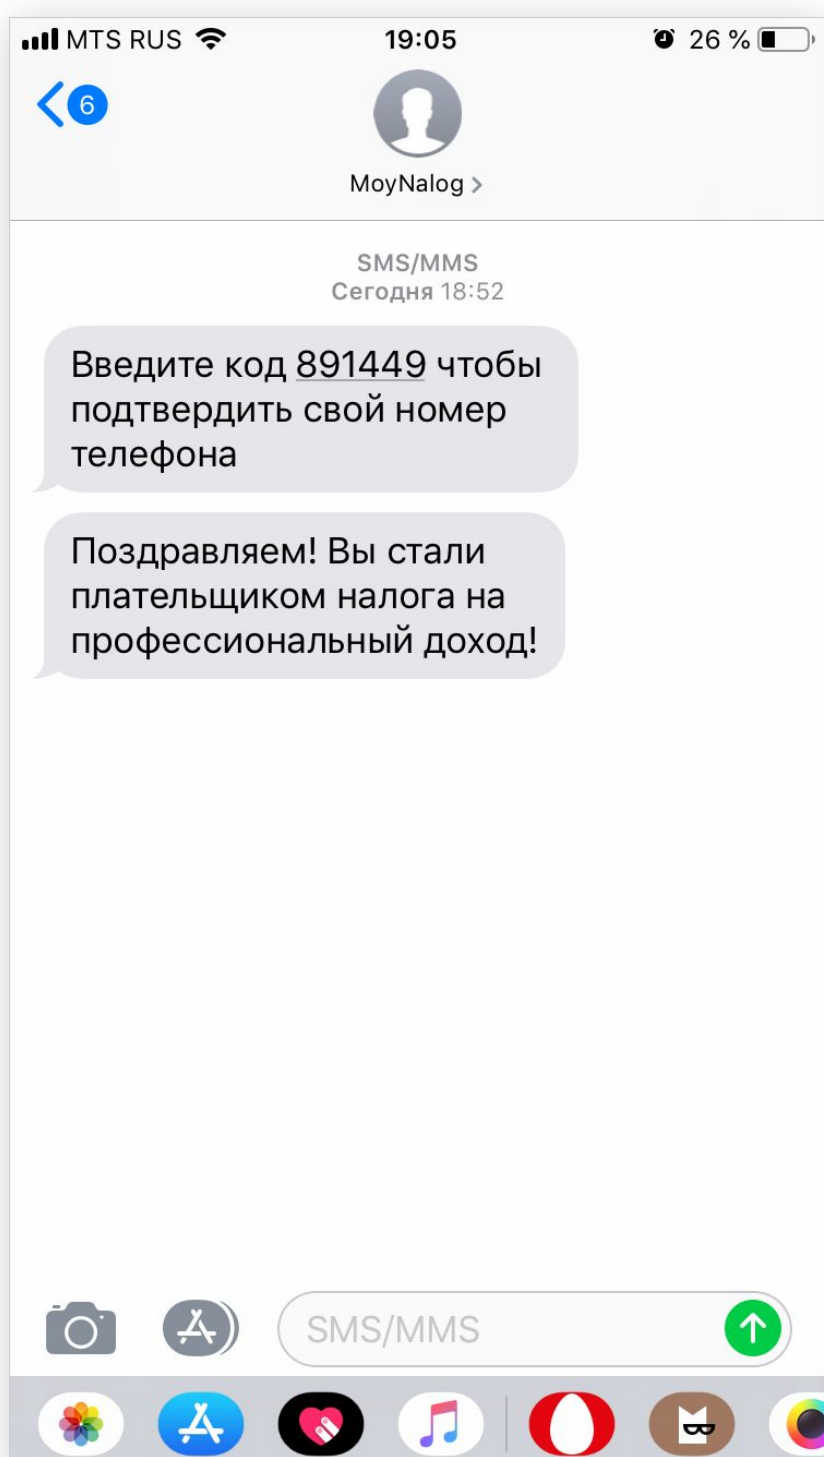 MTS RUS 19:05 26 %
6
MoyNalog
SMS/MMS
Сегодня 18:52
Введите код 891449 чтобы
подтвердить свой номер
телефона
Поздравляем! Вы стали
плательщиком налога на
профессиональный доход!
SMS/MMS